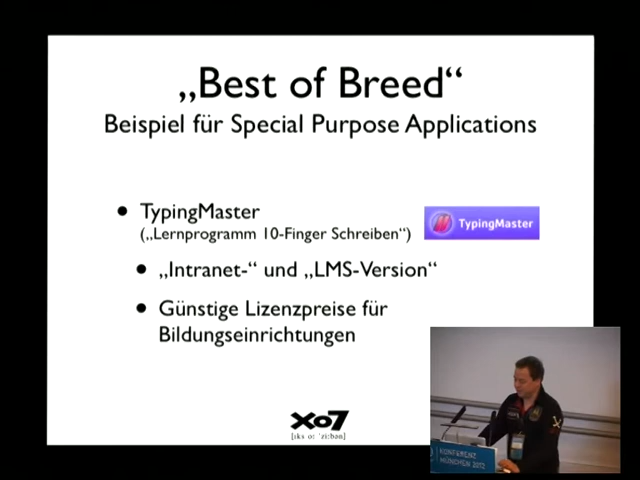 „Best of Breed“
Beispiel für Special Purpose Applications
• TypingMaster
(„Lernprogramm 10-Finger Schreiben“)
TypingMaster
• „Intranet-“ und „LMS-Version“
• Günstige Lizenzpreise für
Bildungseinrichtungen
xo7
[ɪks oː ˈziːbən]
KONFERENZ
MÜNCHEN 2012